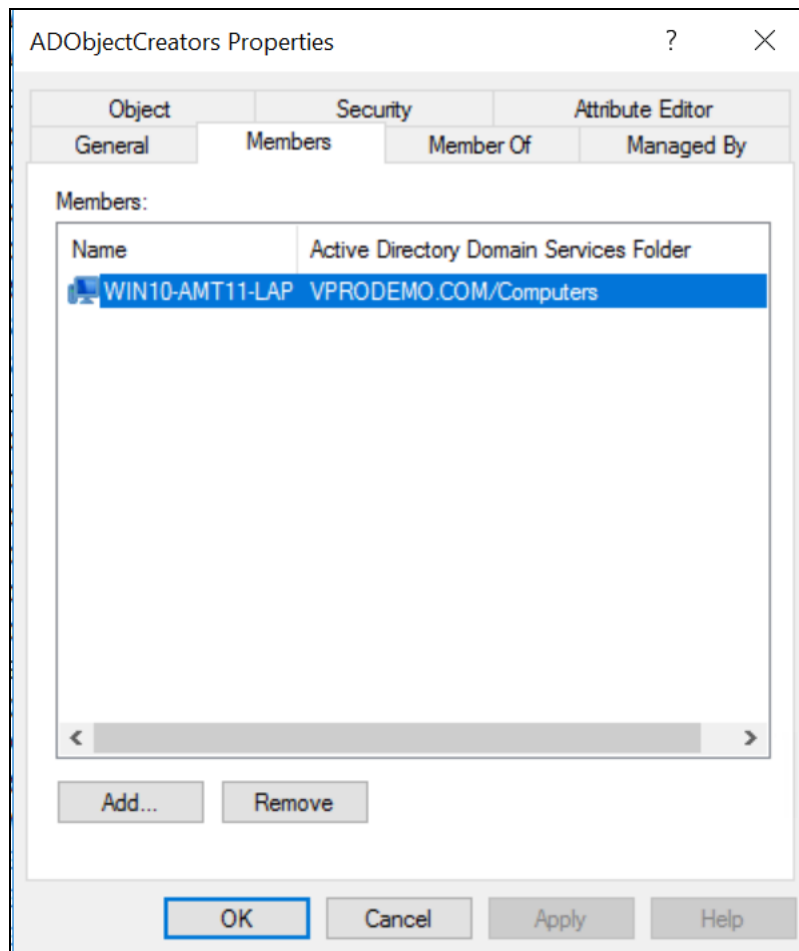 ADObjectCreators Properties ? ×
Object Security Attribute Editor
General Members Member Of Managed By
Members:
Name Active Directory Domain Services Folder
WIN10-AMT11-LAP VPRODEMO.COM/Computers
Add... Remove
OK Cancel Apply Help